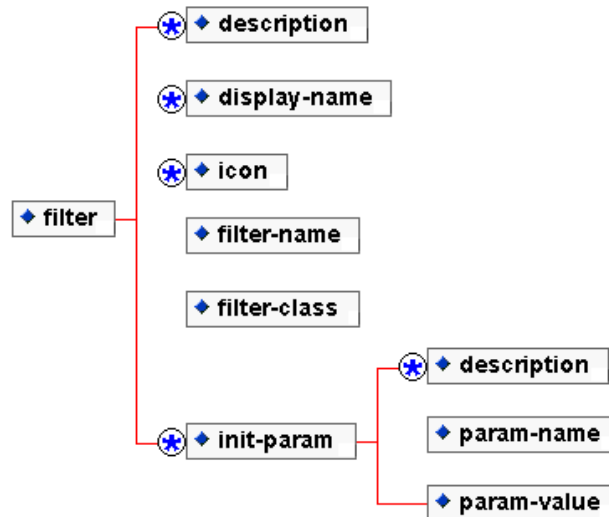 description
display-name
icon
filter
filter-name
filter-class
description
init-param
param-name
param-value